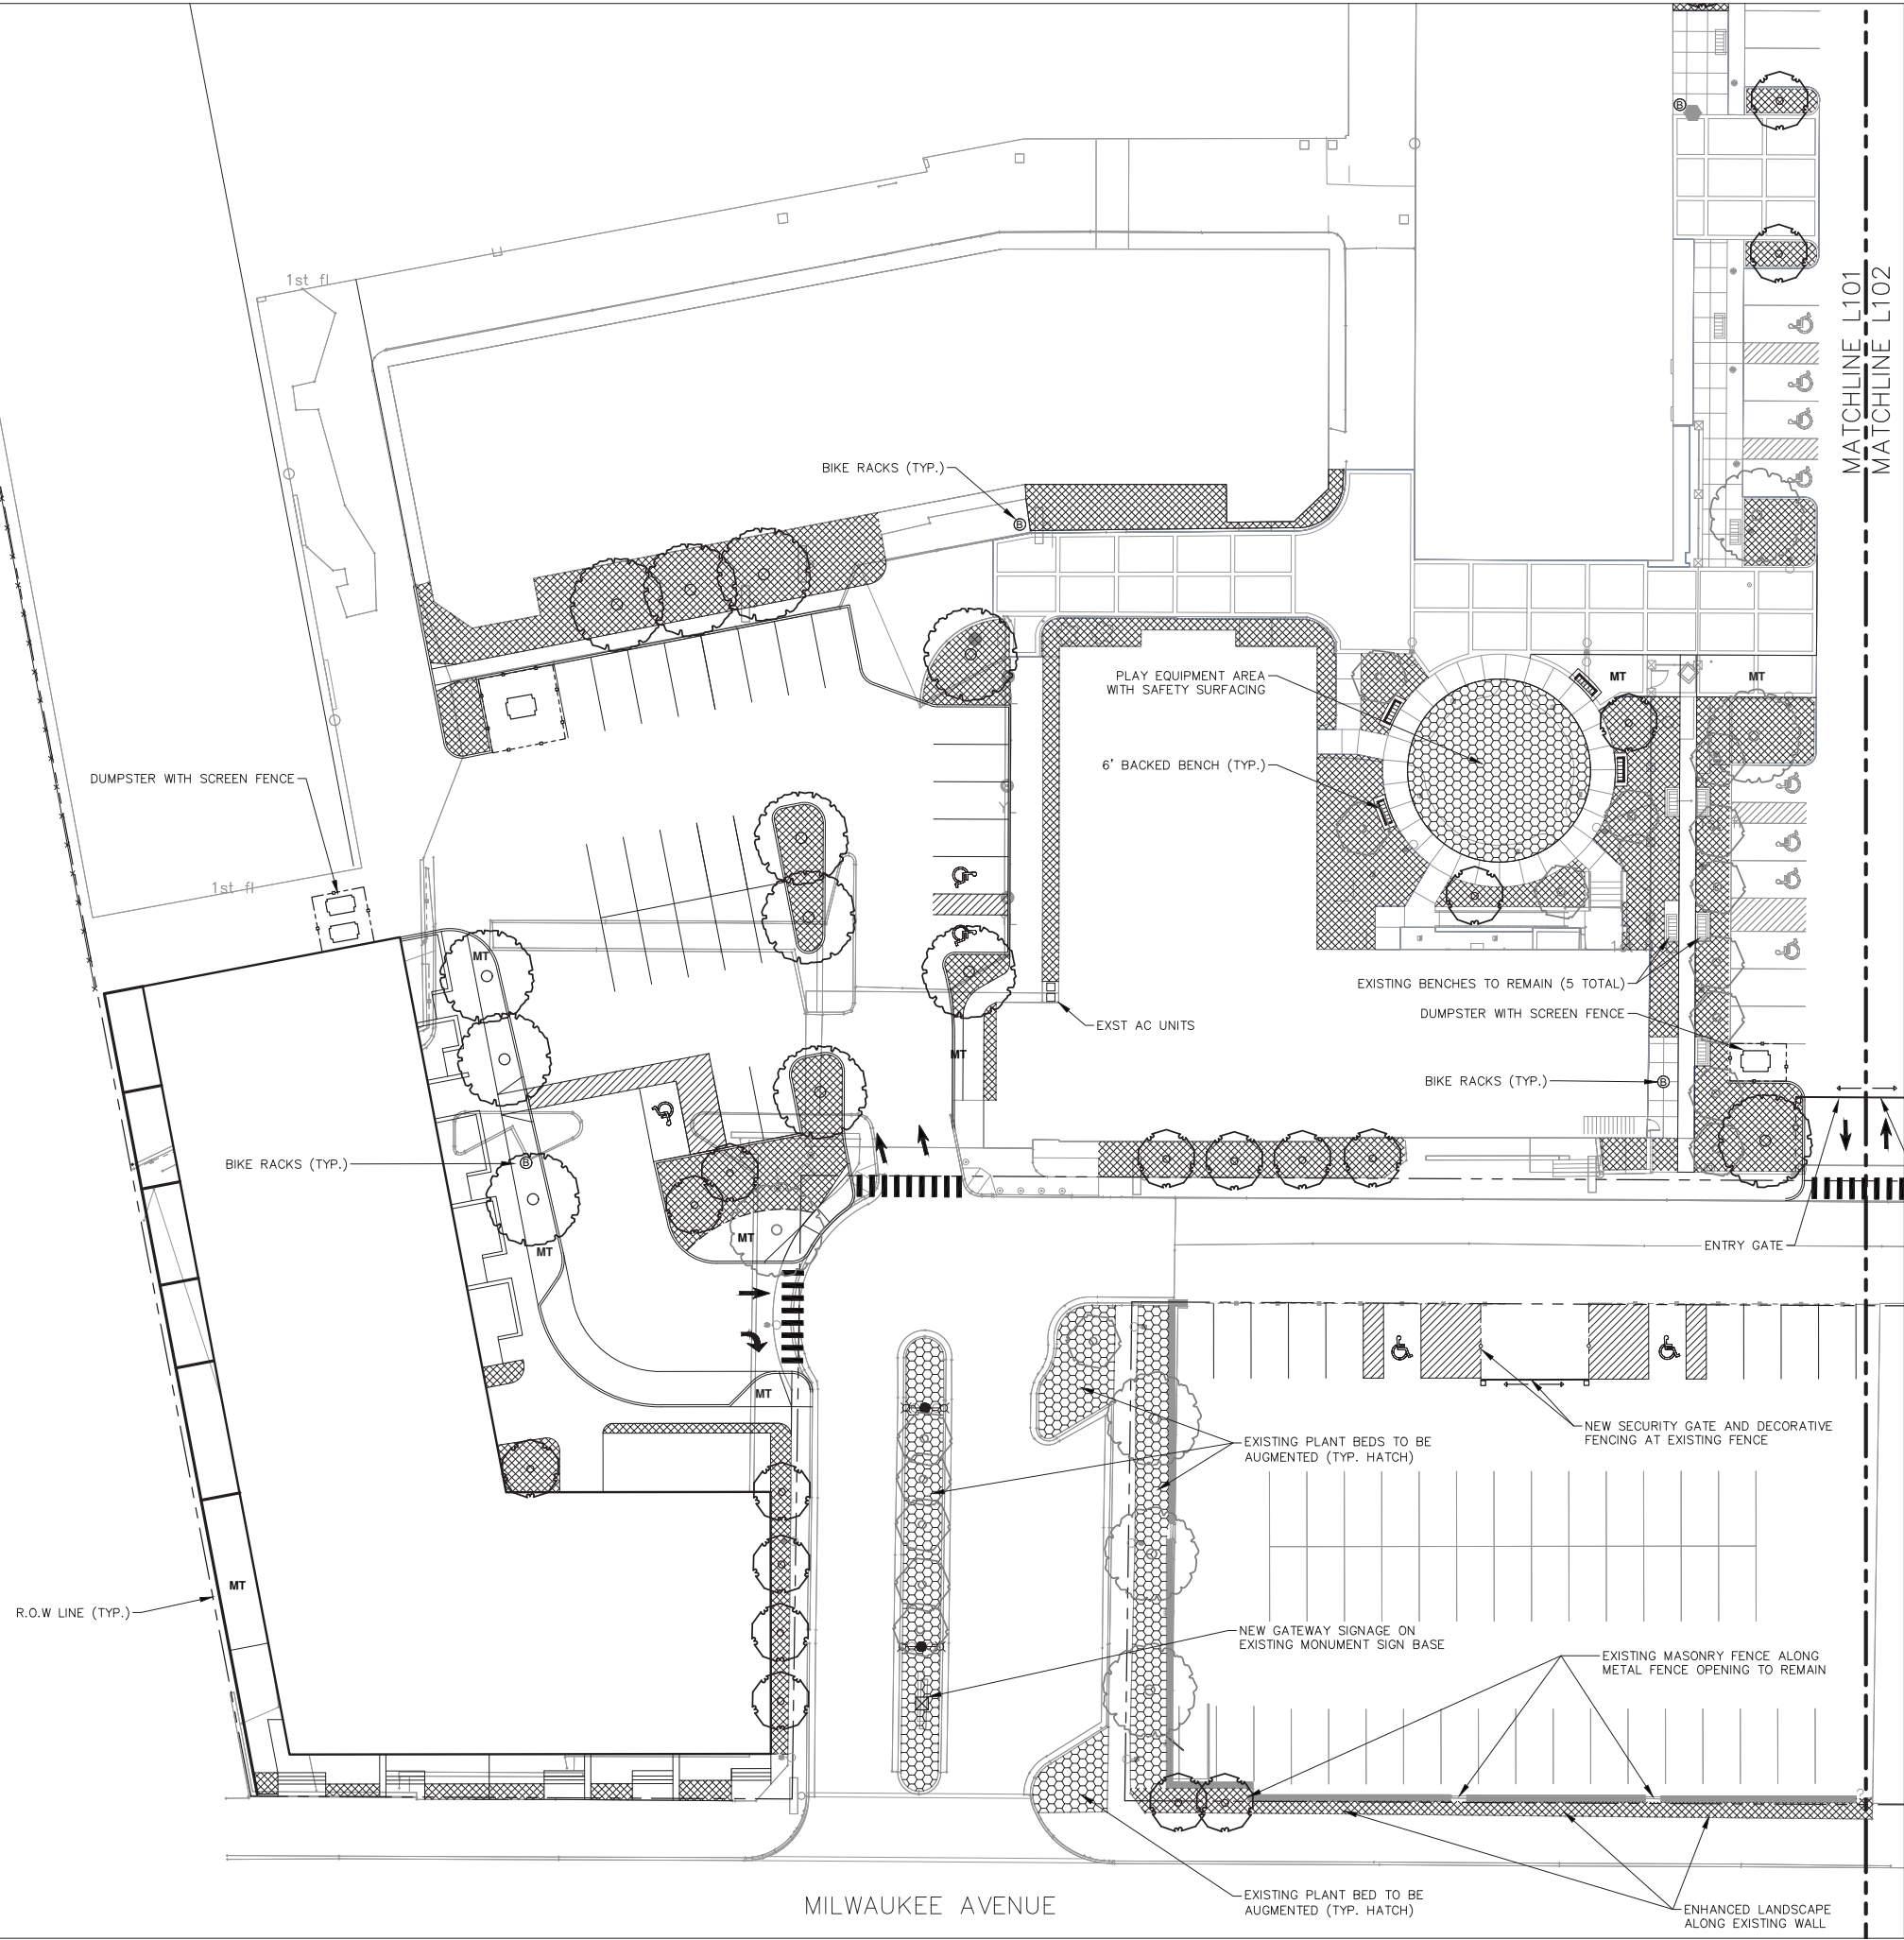 B
1st fl
MATCHLINE L101
MATCHLINE L102
BIKE RACKS (TYP.)
B
PLAY EQUIPMENT AREA
WITH SAFETY SURFACING
MT
MT
6' BACKED BENCH (TYP.)
DUMPSTER WITH SCREEN FENCE
1st fl
MT
EXISTING BENCHES TO REMAIN (5 TOTAL)
DUMPSTER WITH SCREEN FENCE
EXST AC UNITS
MT
BIKE RACKS (TYP.)
B
BIKE RACKS (TYP.)
B
MT
MT
ENTRY GATE
MT
NEW SECURITY GATE AND DECORATIVE
FENCING AT EXISTING FENCE
EXISTING PLANT BEDS TO BE
AUGMENTED (TYP. HATCH)
MT
R.O.W LINE (TYP.)
NEW GATEWAY SIGNAGE ON
EXISTING MONUMENT SIGN BASE
EXISTING MASONRY FENCE ALONG
METAL FENCE OPENING TO REMAIN
MILWAUKEE AVENUE
EXISTING PLANT BED TO BE
AUGMENTED (TYP. HATCH)
ENHANCED LANDSCAPE
ALONG EXISTING WALL